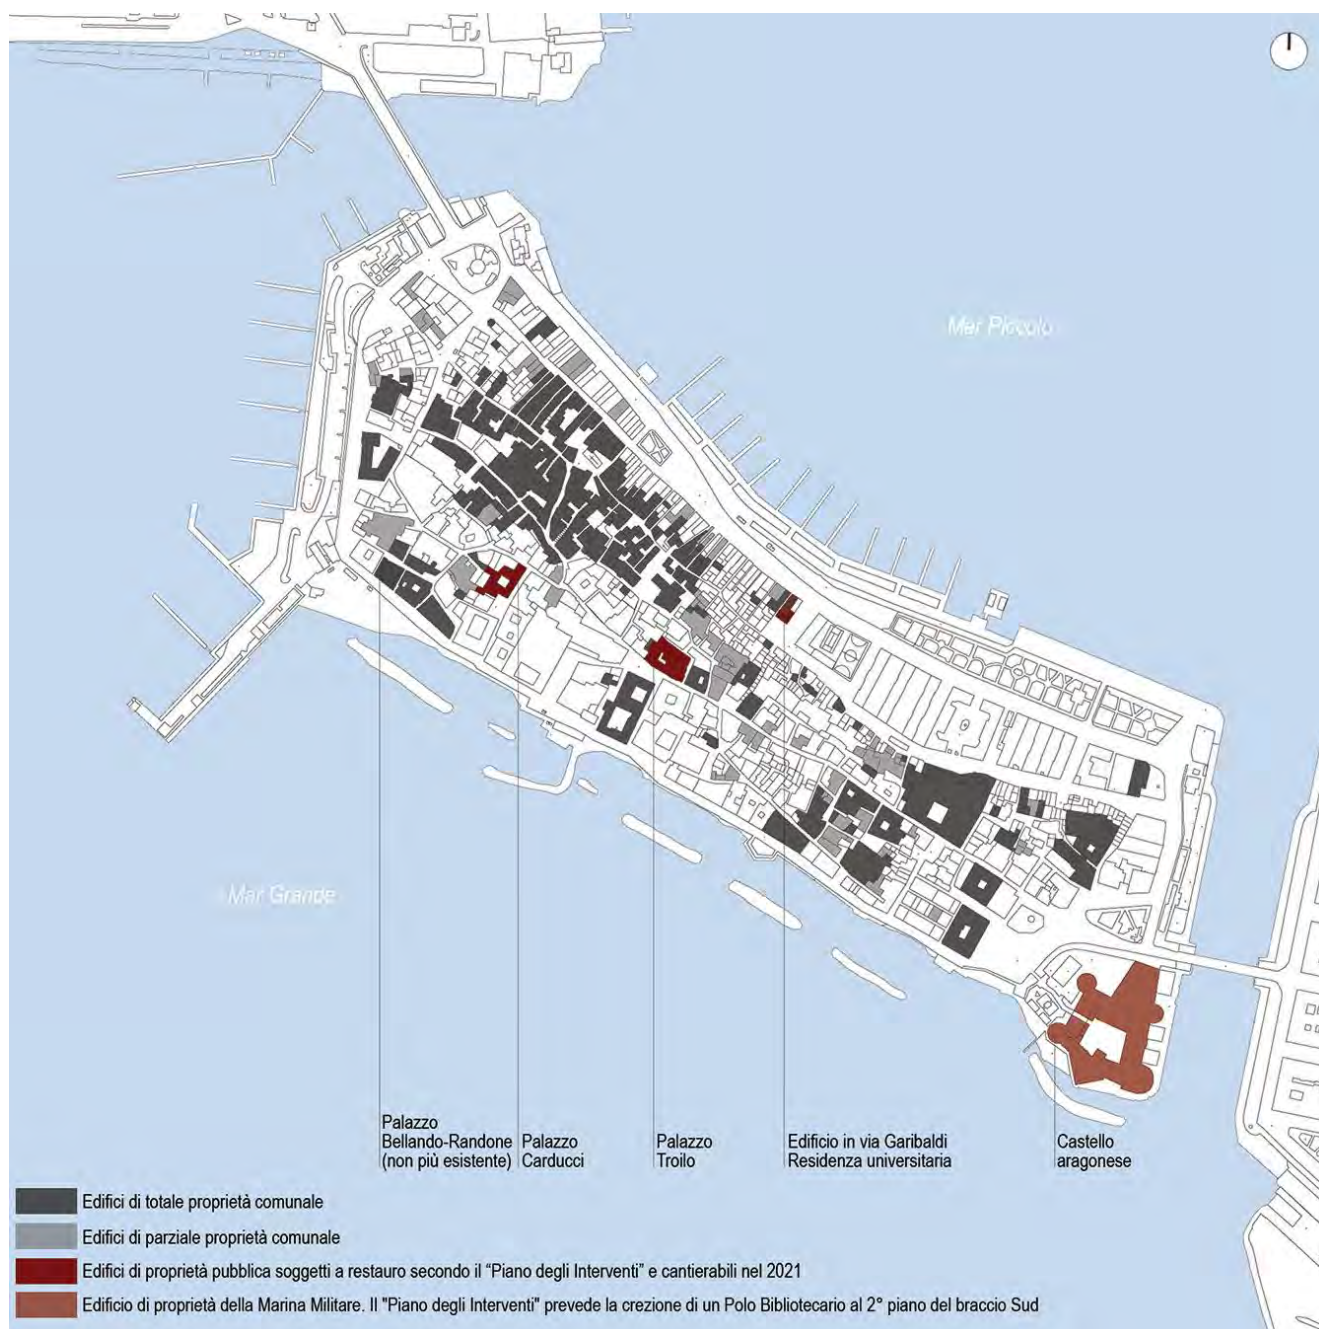 Mar Piccolo
Mar Grande
Palazzo
Bellando-Randone
(non più esistente)
Palazzo
Carducci
Palazzo
Troilo
Edificio in via Garibaldi
Residenza universitaria
Castello
aragonese
Edifici di totale proprietà comunale
Edifici di parziale proprietà comunale
Edifici di proprietà pubblica soggetti a restauro secondo il “Piano degli Interventi” e cantierabili nel 2021
Edificio di proprietà della Marina Militare. Il "Piano degli Interventi" prevede la crezione di un Polo Bibliotecario al 2° piano del braccio Sud